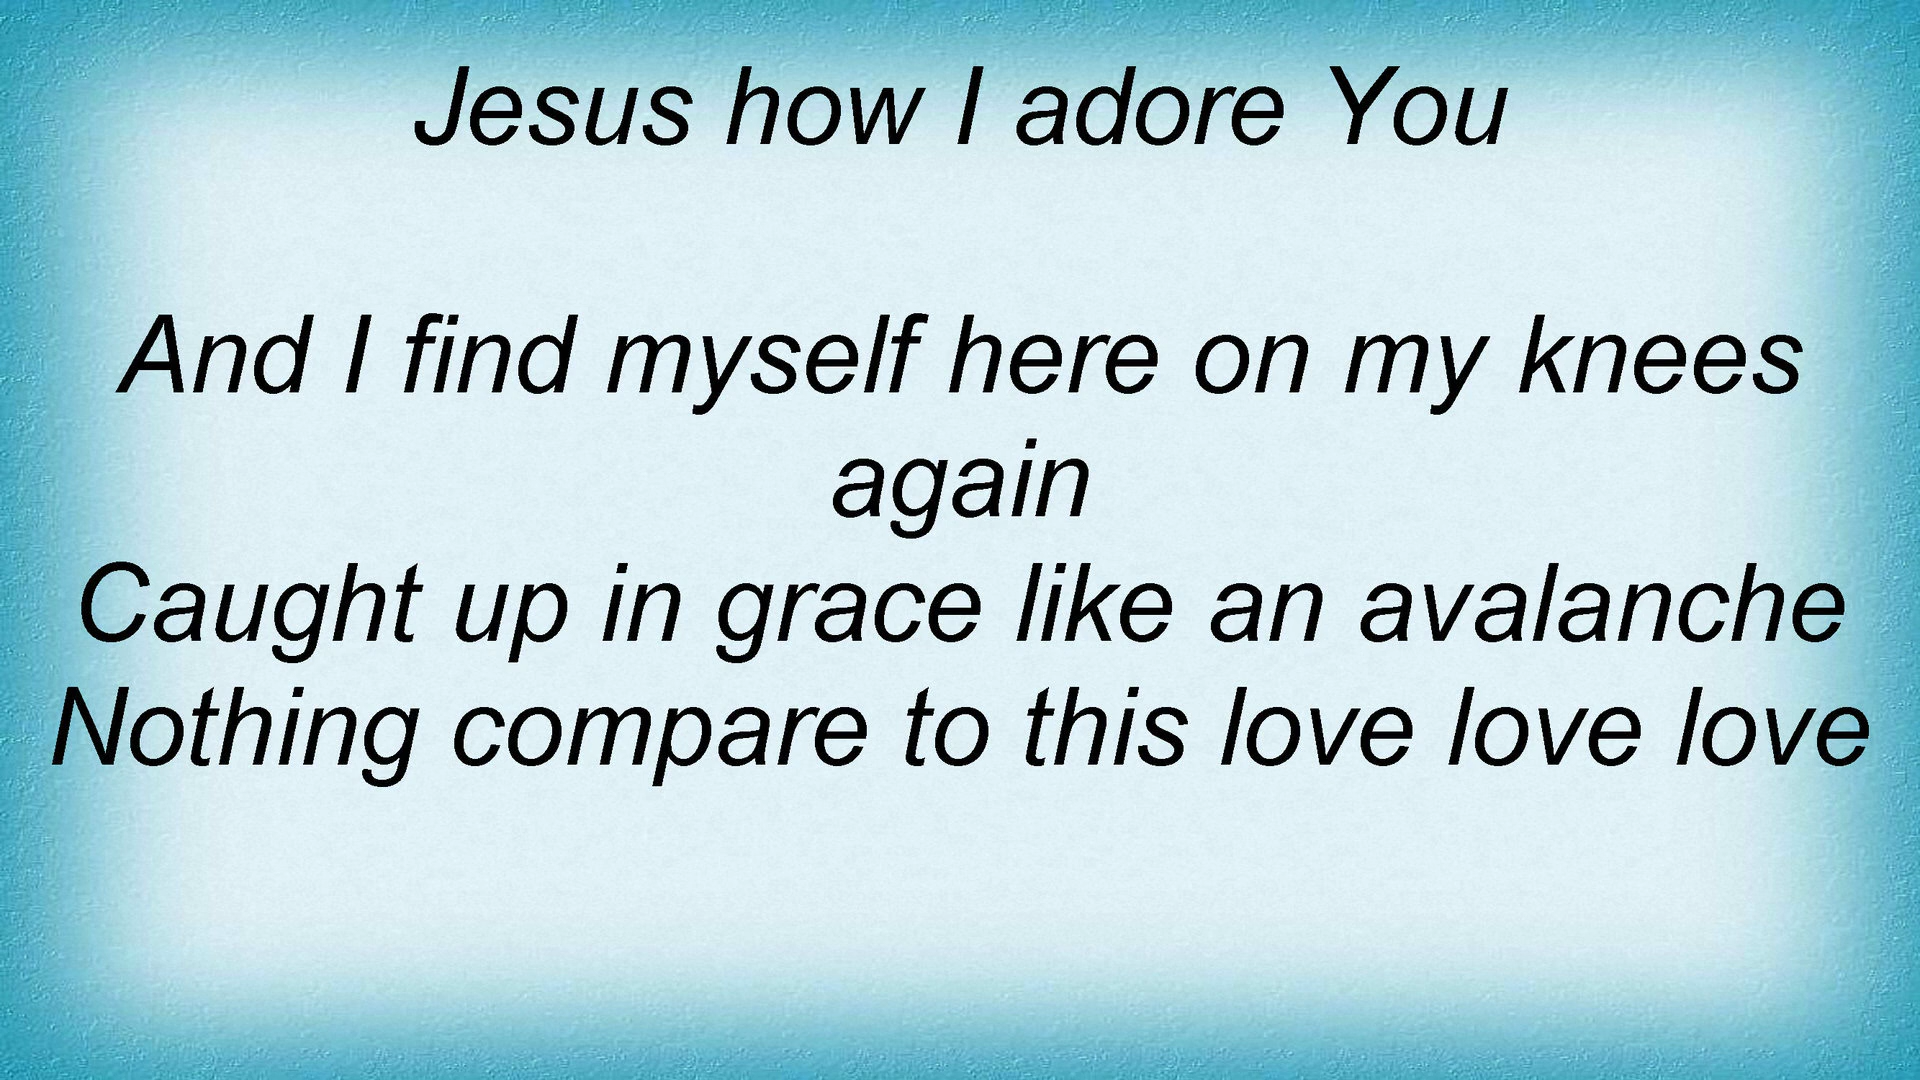 Jesus how I adore You
And I find myself here on my knees
again
Caught up in grace like an avalanche
Nothing compare to this love love love